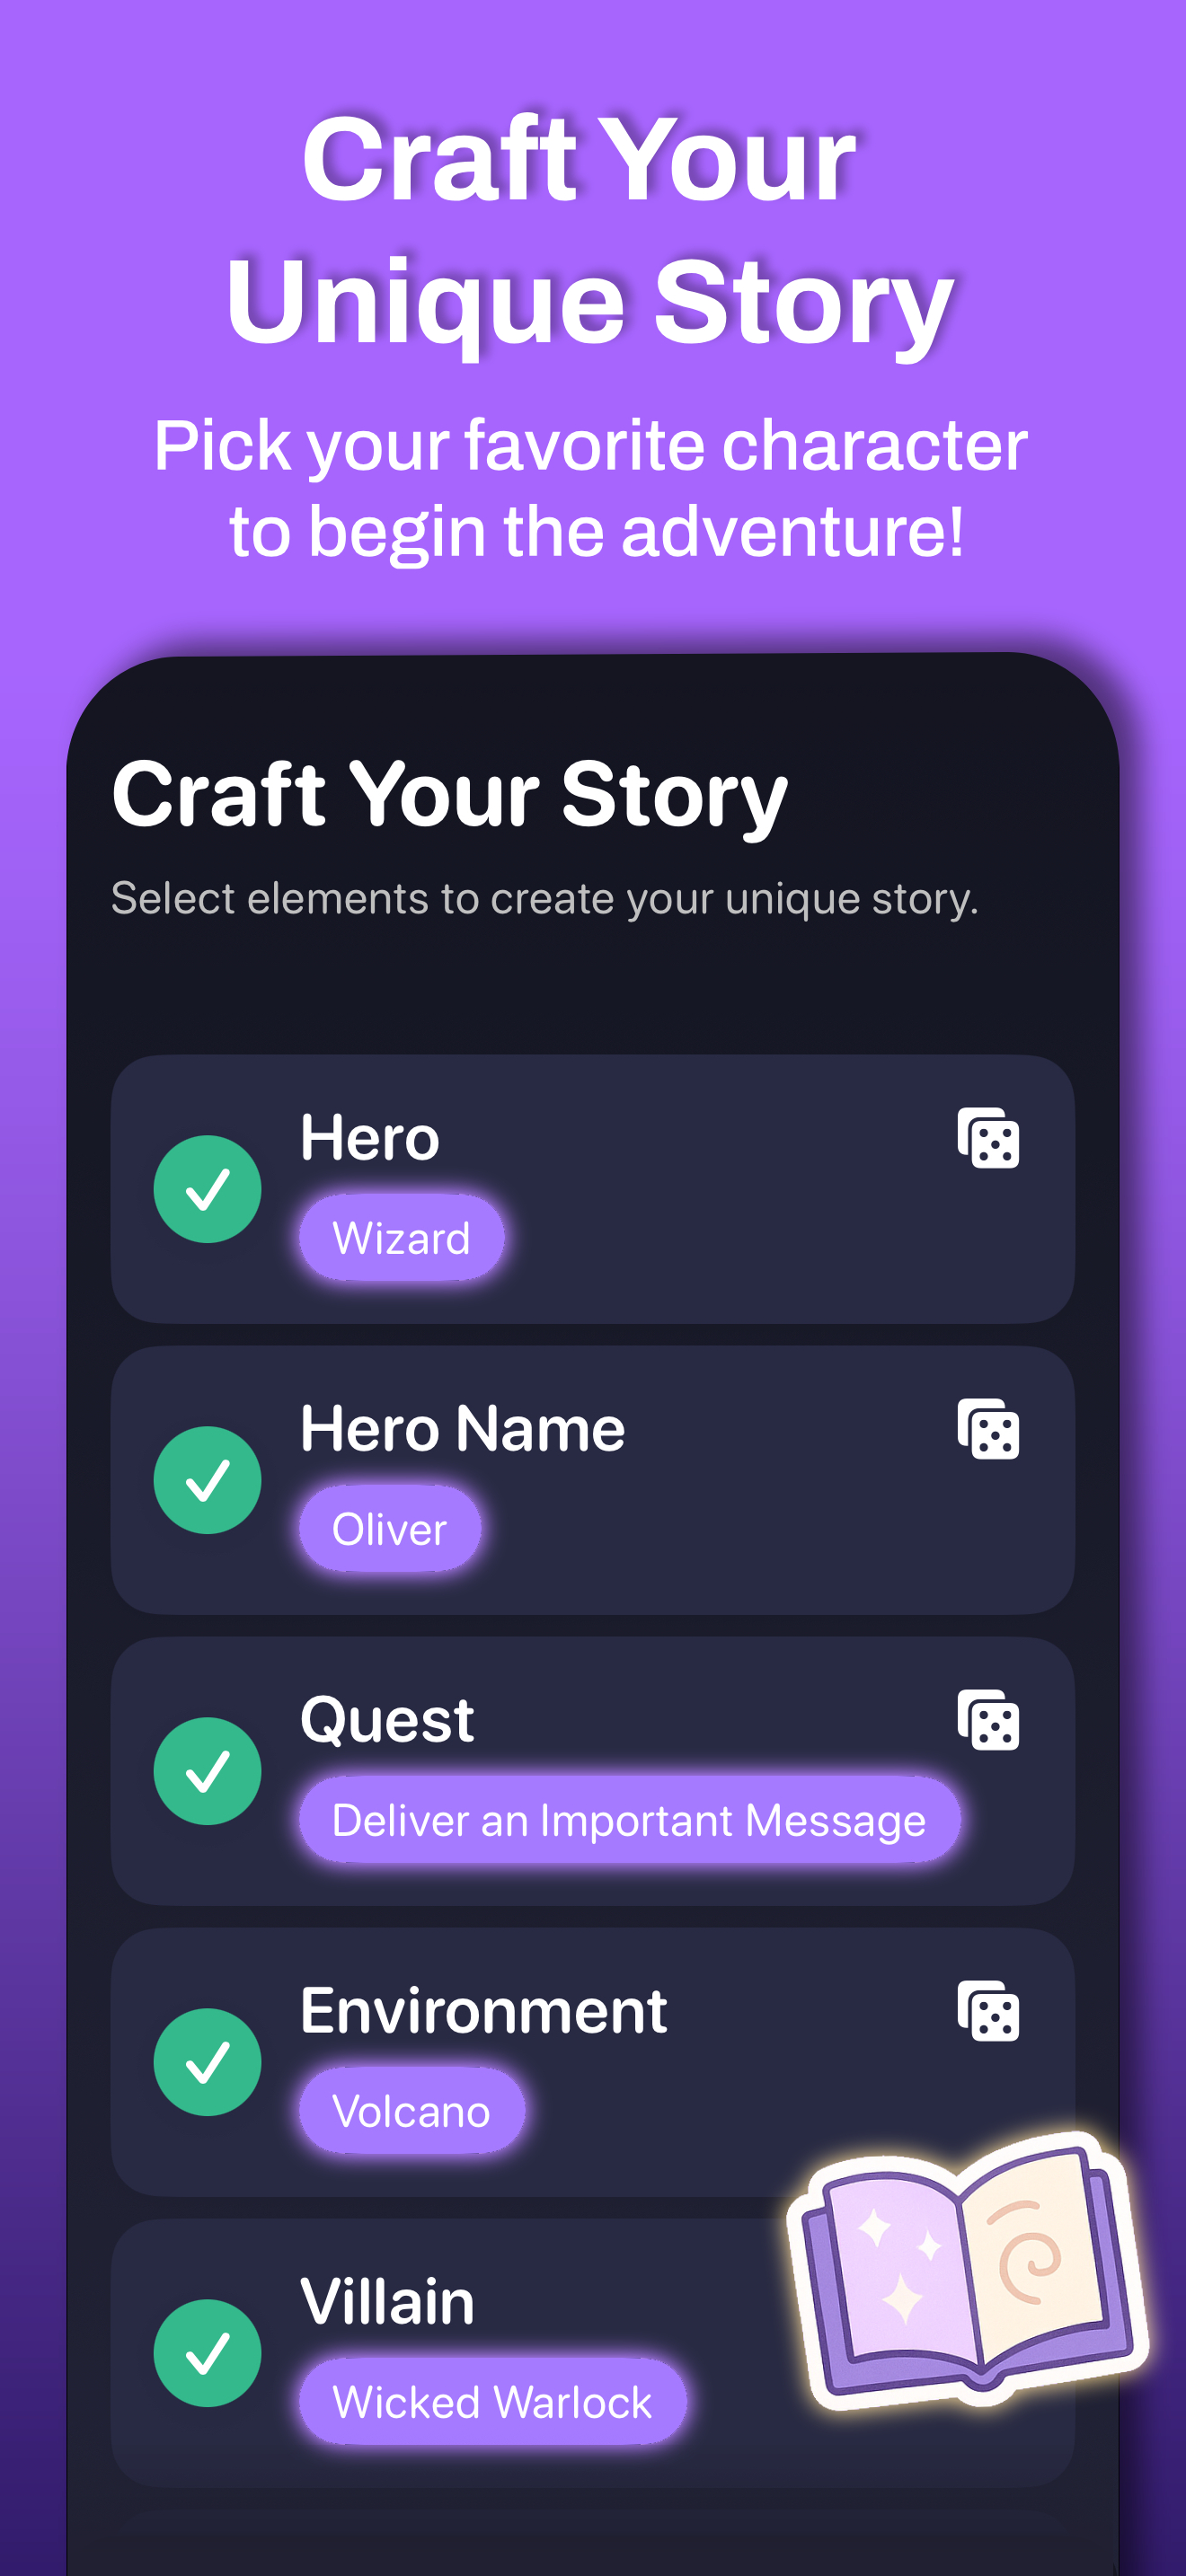 Craft Your
Unique Story
Pick your favorite character
to begin the adventure!
Craft Your Story
Select elements to create your unique story.
Hero
Wizard
Hero Name
Oliver
Quest
Deliver an Important Message
Environment
Volcano
Villain
Wicked Warlock